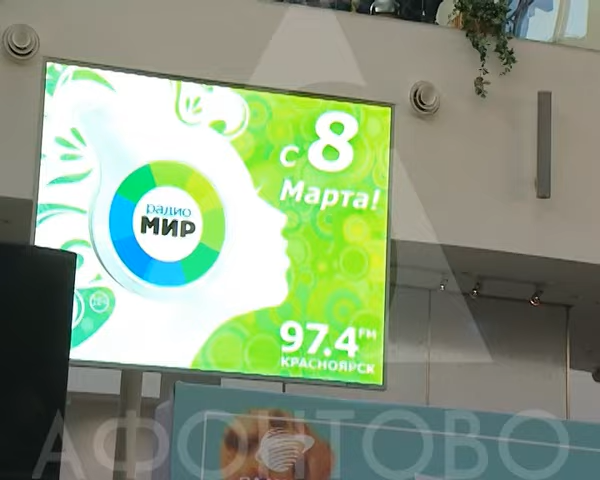 с 8
Марта!
радио
МИР
97.4 FM
КРАСНОЯРСК
АФОНТОВО